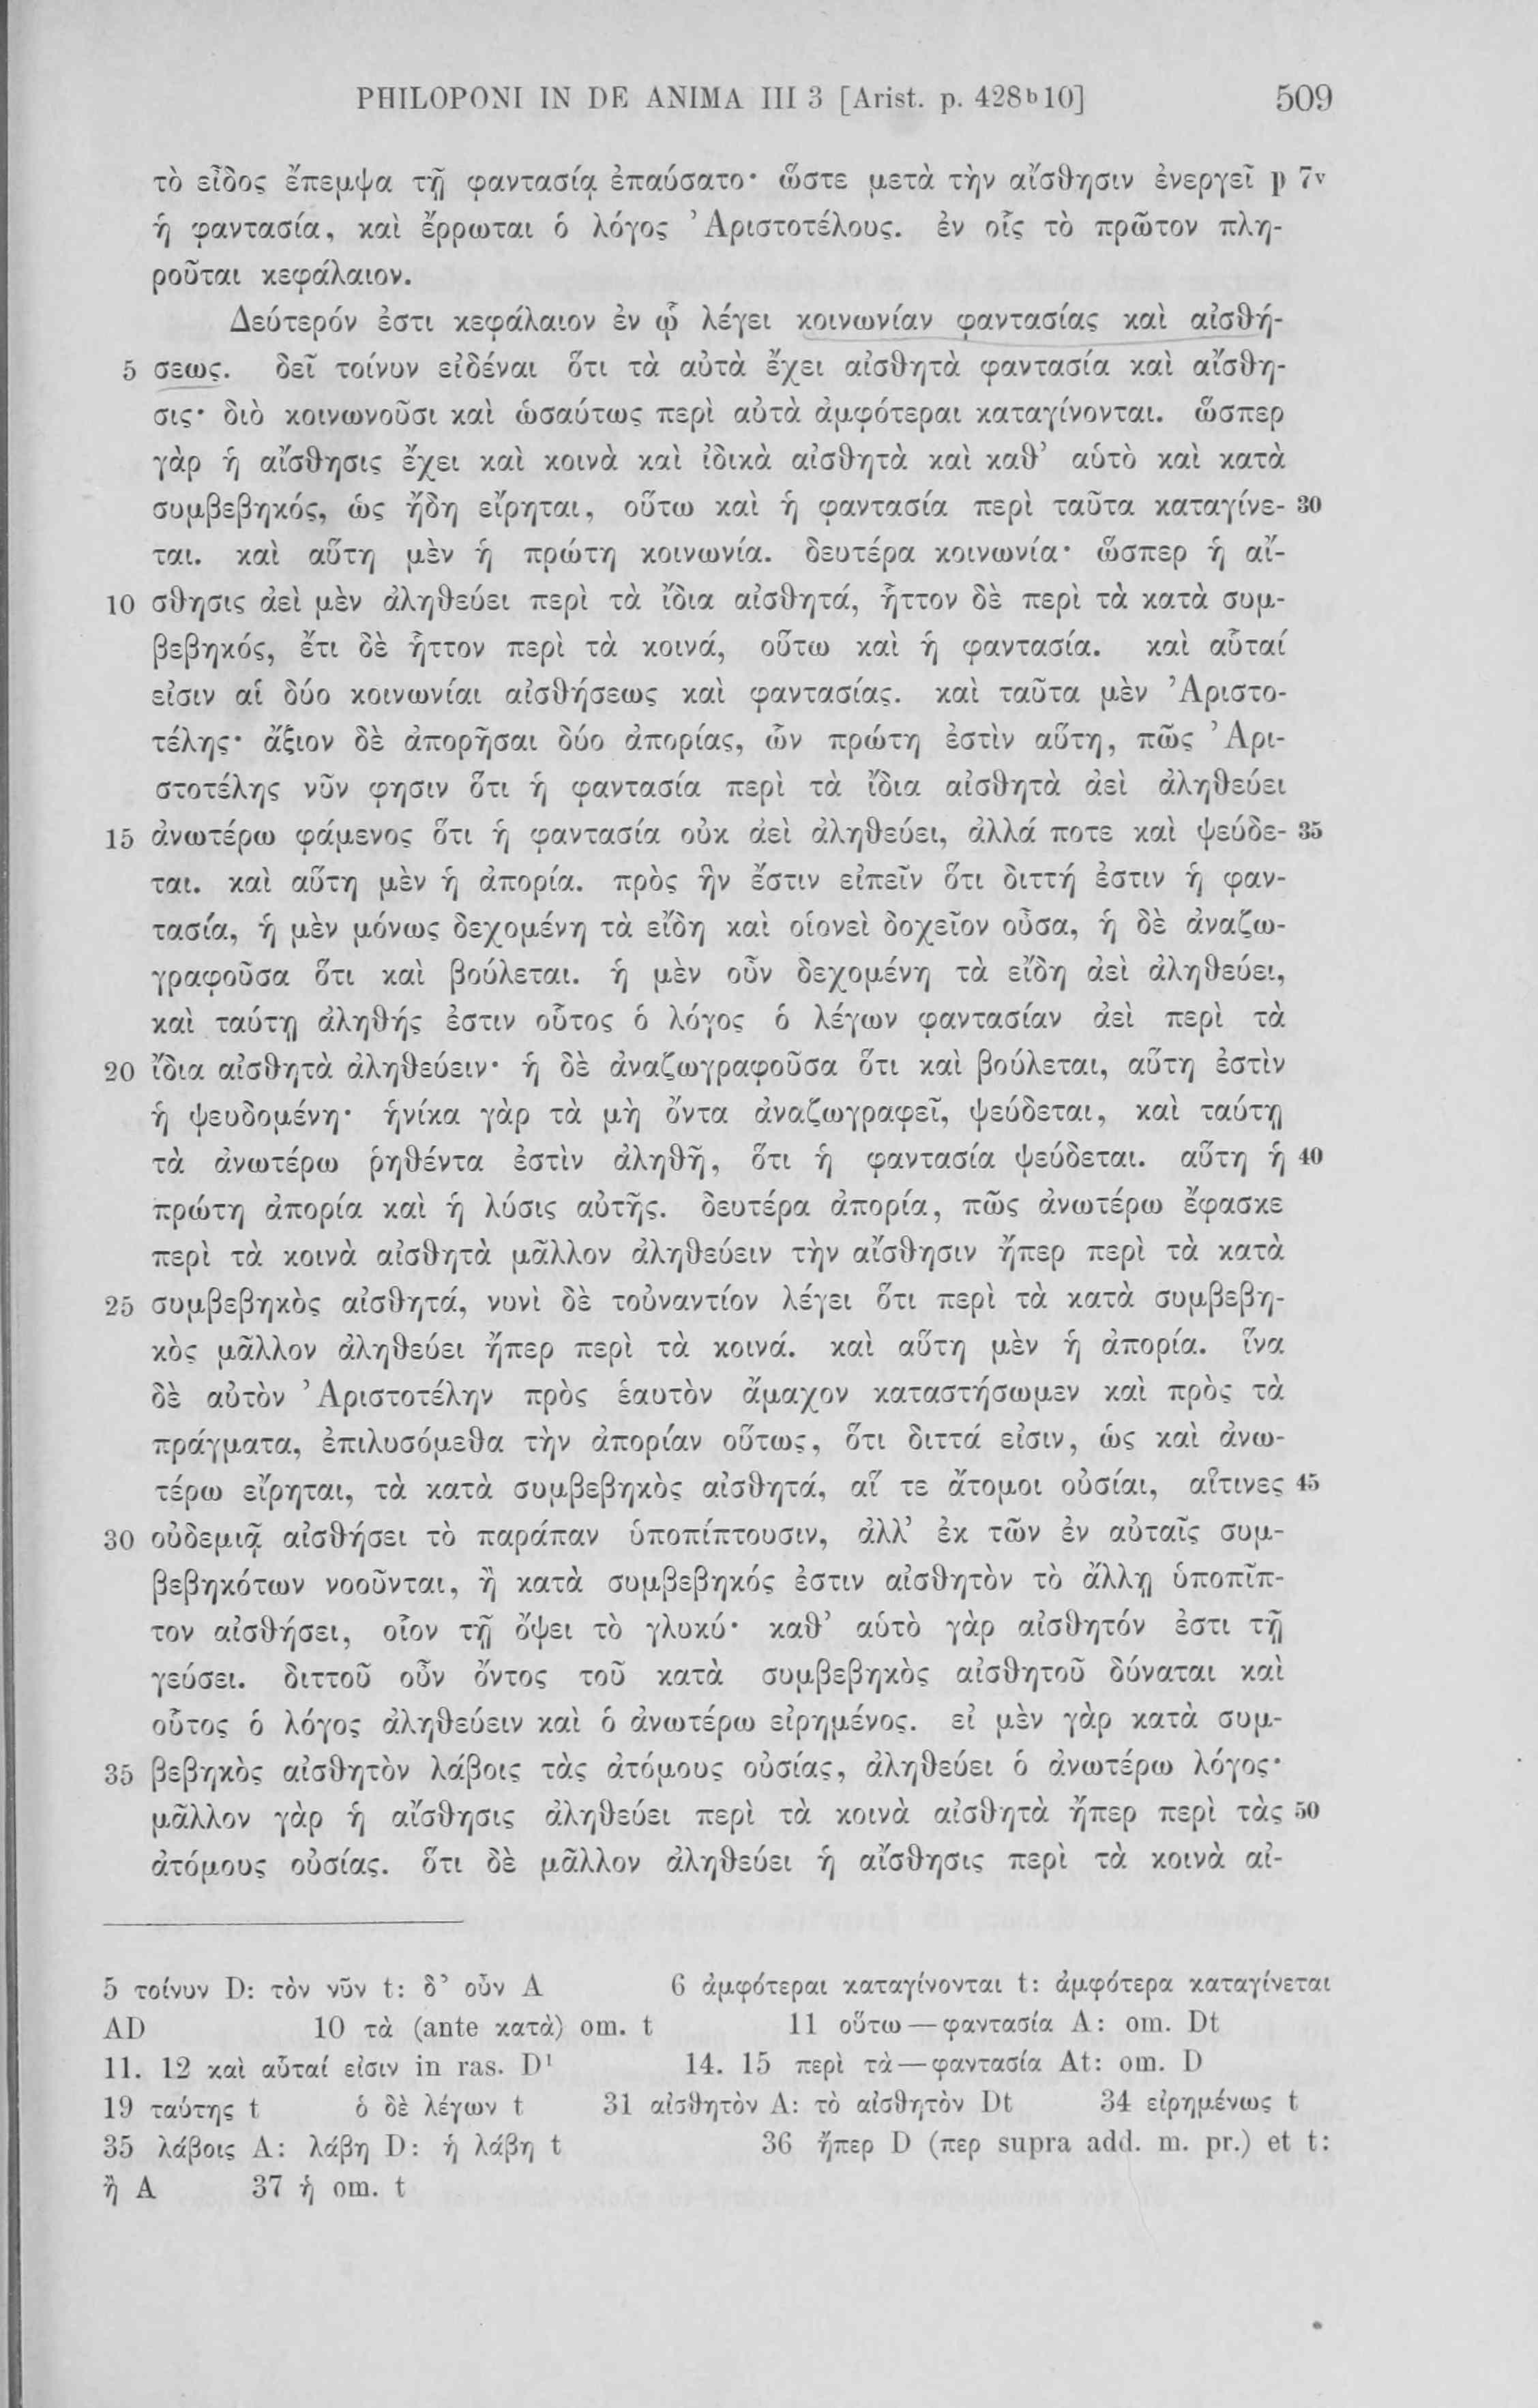 PHILOPONI IN DE ANIMA III 3 [Arist. p. 428ᵇ10] 509
τὸ εἶδος ἔπεμψα τῇ φαντασίᾳ ἐπαύσατο· ὥστε μετὰ τὴν αἴσθησιν ἐνεργεῖ p 7ᵛ
ἡ φαντασία, καὶ ἔρρωται ὁ λόγος Ἀριστοτέλους. ἐν οἷς τὸ πρῶτον πλη-
ροῦται κεφάλαιον.
Δεύτερόν ἐστι κεφάλαιον ἐν ᾧ λέγει κοινωνίαν φαντασίας καὶ αἰσθή-
5 σεως. δεῖ τοίνυν εἰδέναι ὅτι τὰ αὐτὰ ἔχει αἰσθητὰ φαντασία καὶ αἴσθη-
σις· διὸ κοινωνοῦσι καὶ ὡσαύτως περὶ αὐτὰ ἀμφότεραι καταγίνονται. ὥσπερ
γὰρ ἡ αἴσθησις ἔχει καὶ κοινὰ καὶ ἰδικὰ αἰσθητὰ καὶ καθ’ αὑτὸ καὶ κατὰ
συμβεβηκός, ὡς ἤδη εἴρηται, οὕτω καὶ ἡ φαντασία περὶ ταῦτα καταγίνε- 30
ται. καὶ αὕτη μὲν ἡ πρώτη κοινωνία. δευτέρα κοινωνία· ὥσπερ ἡ αἴ-
10 σθησις ἀεὶ μὲν ἀληθεύει περὶ τὰ ἴδια αἰσθητά, ἧττον δὲ περὶ τὰ κατὰ συμ-
βεβηκός, ἔτι δὲ ἧττον περὶ τὰ κοινά, οὕτω καὶ ἡ φαντασία. καὶ αὗταί
εἰσιν αἱ δύο κοινωνίαι αἰσθήσεως καὶ φαντασίας. καὶ ταῦτα μὲν Ἀριστο-
τέλης· ἄξιον δὲ ἀπορῆσαι δύο ἀπορίας, ὧν πρώτη ἐστὶν αὕτη, πῶς Ἀρι-
στοτέλης νῦν φησιν ὅτι ἡ φαντασία περὶ τὰ ἴδια αἰσθητὰ ἀεὶ ἀληθεύει
15 ἀνωτέρω φάμενος ὅτι ἡ φαντασία οὐκ ἀεὶ ἀληθεύει, ἀλλά ποτε καὶ ψεύδε- 35
ται. καὶ αὕτη μὲν ἡ ἀπορία. πρὸς ἣν ἔστιν εἰπεῖν ὅτι διττή ἐστιν ἡ φαν-
τασία, ἡ μὲν μόνως δεχομένη τὰ εἴδη καὶ οἱονεὶ δοχεῖον οὖσα, ἡ δὲ ἀναζω-
γραφοῦσα ὅτι καὶ βούλεται. ἡ μὲν οὖν δεχομένη τὰ εἴδη ἀεὶ ἀληθεύει,
καὶ ταύτῃ ἀληθής ἐστιν οὗτος ὁ λόγος ὁ λέγων φαντασίαν ἀεὶ περὶ τὰ
20 ἴδια αἰσθητὰ ἀληθεύειν· ἡ δὲ ἀναζωγραφοῦσα ὅτι καὶ βούλεται, αὕτη ἐστὶν
ἡ ψευδομένη· ἡνίκα γὰρ τὰ μὴ ὄντα ἀναζωγραφεῖ, ψεύδεται, καὶ ταύτῃ
τὰ ἀνωτέρω ῥηθέντα ἐστὶν ἀληθῆ, ὅτι ἡ φαντασία ψεύδεται. αὕτη ἡ 40
πρώτη ἀπορία καὶ ἡ λύσις αὐτῆς. δευτέρα ἀπορία, πῶς ἀνωτέρω ἔφασκε
περὶ τὰ κοινὰ αἰσθητὰ μᾶλλον ἀληθεύειν τὴν αἴσθησιν ἤπερ περὶ τὰ κατὰ
25 συμβεβηκὸς αἰσθητά, νυνὶ δὲ τοὐναντίον λέγει ὅτι περὶ τὰ κατὰ συμβεβη-
κὸς μᾶλλον ἀληθεύει ἤπερ περὶ τὰ κοινά. καὶ αὕτη μὲν ἡ ἀπορία. ἵνα
δὲ αὐτὸν Ἀριστοτέλην πρὸς ἑαυτὸν ἄμαχον καταστήσωμεν καὶ πρὸς τὰ
πράγματα, ἐπιλυσόμεθα τὴν ἀπορίαν οὕτως, ὅτι διττά εἰσιν, ὡς καὶ ἀνω-
τέρω εἴρηται, τὰ κατὰ συμβεβηκὸς αἰσθητά, αἵ τε ἄτομοι οὐσίαι, αἵτινες 45
30 οὐδεμιᾷ αἰσθήσει τὸ παράπαν ὑποπίπτουσιν, ἀλλ’ ἐκ τῶν ἐν αὐταῖς συμ-
βεβηκότων νοοῦνται, ἢ κατὰ συμβεβηκός ἐστιν αἰσθητὸν τὸ ἄλλῃ ὑποπῖπ-
τον αἰσθήσει, οἷον τῇ ὄψει τὸ γλυκύ· καθ’ αὑτὸ γὰρ αἰσθητόν ἐστι τῇ
γεύσει. διττοῦ οὖν ὄντος τοῦ κατὰ συμβεβηκὸς αἰσθητοῦ δύναται καὶ
οὗτος ὁ λόγος ἀληθεύειν καὶ ὁ ἀνωτέρω εἰρημένος. εἰ μὲν γὰρ κατὰ συμ-
35 βεβηκὸς αἰσθητὸν λάβοις τὰς ἀτόμους οὐσίας, ἀληθεύει ὁ ἀνωτέρω λόγος·
μᾶλλον γὰρ ἡ αἴσθησις ἀληθεύει περὶ τὰ κοινὰ αἰσθητὰ ἤπερ περὶ τὰς 50
ἀτόμους οὐσίας. ὅτι δὲ μᾶλλον ἀληθεύει ἡ αἴσθησις περὶ τὰ κοινὰ αἰ-
5 τοίνυν D: τὸν νῦν t: δ’ οὖν A 6 ἀμφότεραι καταγίνονται t: ἀμφότερα καταγίνεται
AD 10 τὰ (ante κατὰ) om. t 11 οὕτω — φαντασία A: om. Dt
11. 12 καὶ αὗταί εἰσιν in ras. D¹ 14. 15 περὶ τὰ — φαντασία At: om. D
19 ταύτης t ὁ δὲ λέγων t 31 αἰσθητὸν A: τὸ αἰσθητὸν Dt 34 εἰρημένως t
35 λάβοις A: λάβη D: ἡ λάβη t 36 ἤπερ D (περ supra add. m. pr.) et t:
ἢ A 37 ἡ om. t